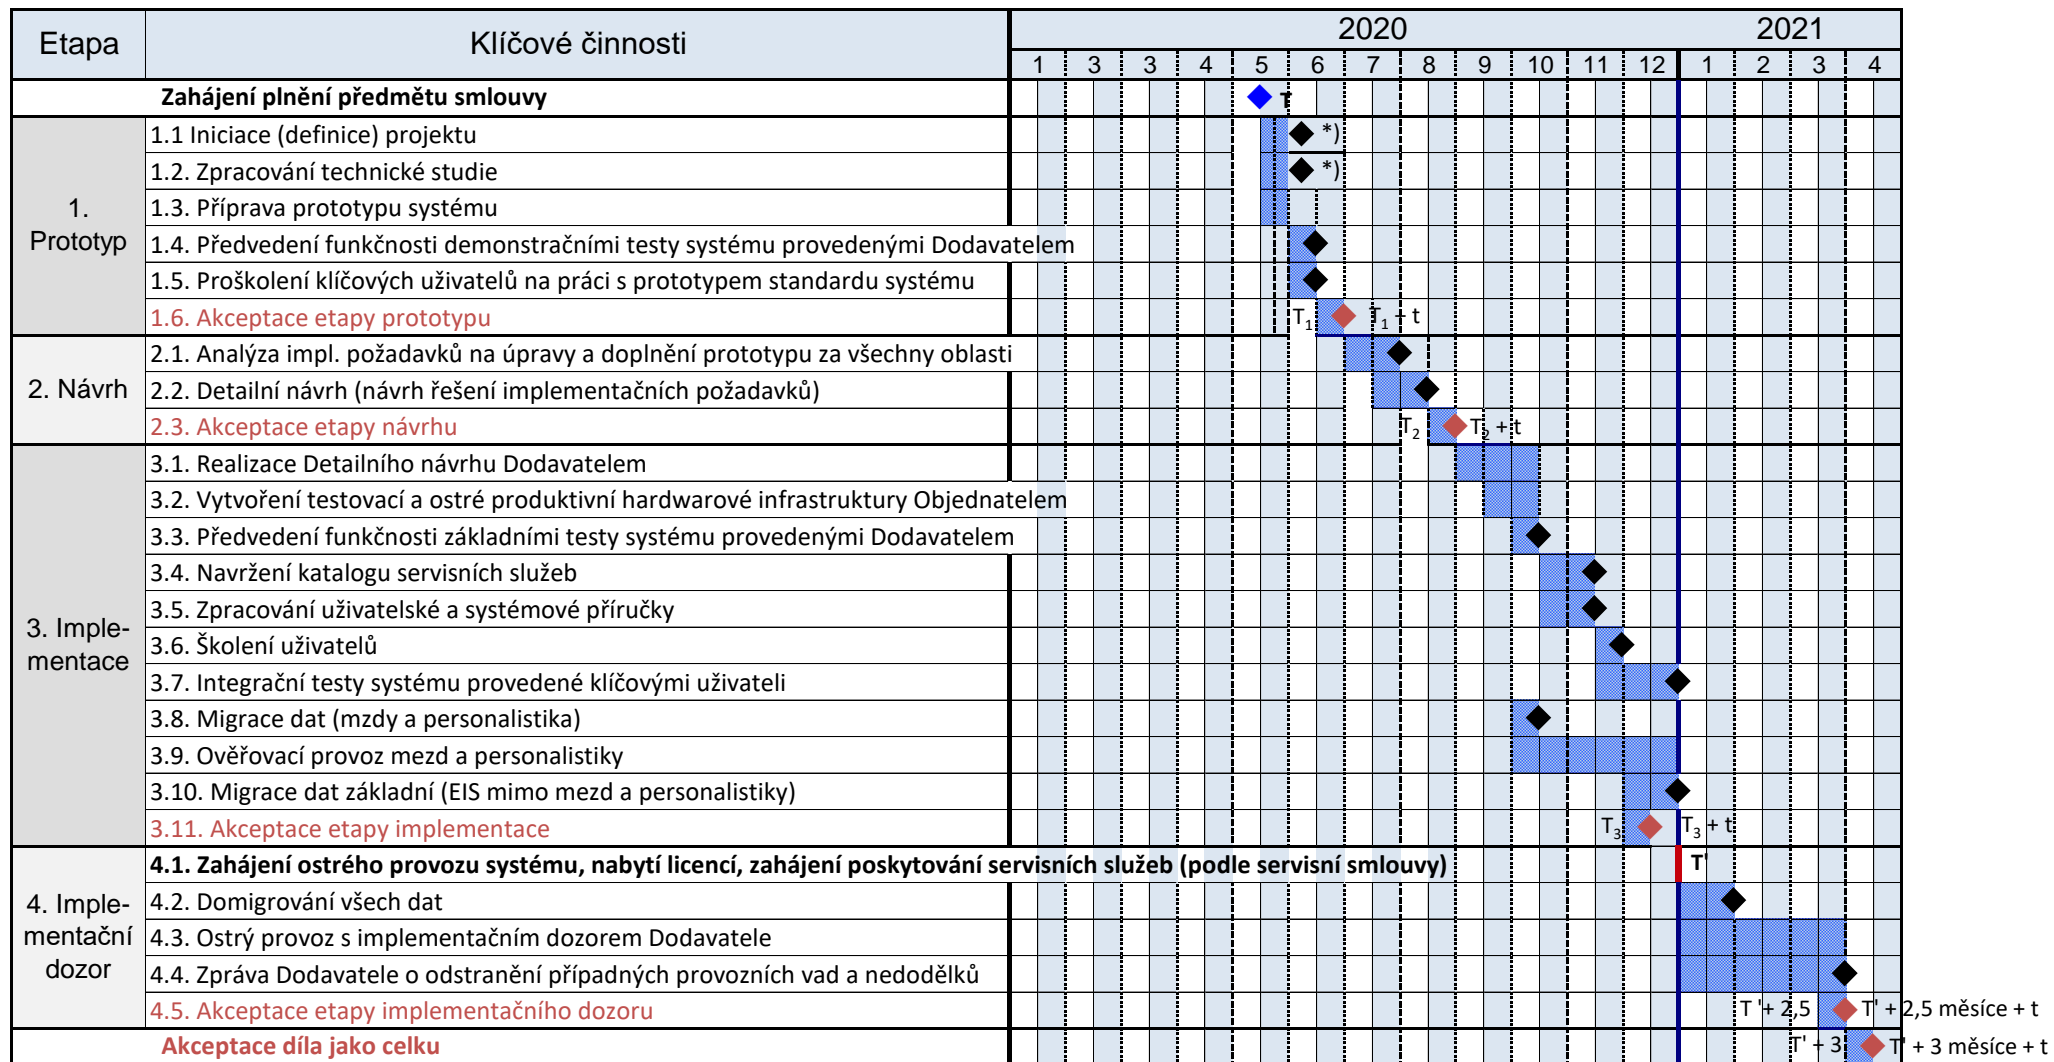 Etapa Klíčové činnosti 2020 2021
1 3 3 4 5 6 7 8 9 10 11 12 1 2 3 4
Zahájení plnění předmětu smlouvy T
1. Prototyp
1.1 Iniciace (definice) projektu *)
1.2. Zpracování technické studie *)
1.3. Příprava prototypu systému
1.4. Předvedení funkčnosti demonstračními testy systému provedenými Dodavatelem
1.5. Proškolení klíčových uživatelů na práci s prototypem standardu systému
1.6. Akceptace etapy prototypu T1 T1 + t
2. Návrh
2.1. Analýza impl. požadavků na úpravy a doplnění prototypu za všechny oblasti
2.2. Detailní návrh (návrh řešení implementačních požadavků)
2.3. Akceptace etapy návrhu T2 T2 + t
3. Imple-
mentace
3.1. Realizace Detailního návrhu Dodavatelem
3.2. Vytvoření testovací a ostré produktivní hardwarové infrastruktury Objednatelem
3.3. Předvedení funkčnosti základními testy systému provedenými Dodavatelem
3.4. Navržení katalogu servisních služeb
3.5. Zpracování uživatelské a systémové příručky
3.6. Školení uživatelů
3.7. Integrační testy systému provedené klíčovými uživateli
3.8. Migrace dat (mzdy a personalistika)
3.9. Ověřovací provoz mezd a personalistiky
3.10. Migrace dat základní (EIS mimo mezd a personalistiky)
3.11. Akceptace etapy implementace T3 T3 + t
4. Imple-
mentační
dozor
4.1. Zahájení ostrého provozu systému, nabytí licencí, zahájení poskytování servisních služeb (podle servisní smlouvy) T'
4.2. Domigrování všech dat
4.3. Ostrý provoz s implementačním dozorem Dodavatele
4.4. Zpráva Dodavatele o odstranění případných provozních vad a nedodělků
4.5. Akceptace etapy implementačního dozoru T '+ 2,5 T' + 2,5 měsíce + t
Akceptace díla jako celku T' + 3 T' + 3 měsíce + t